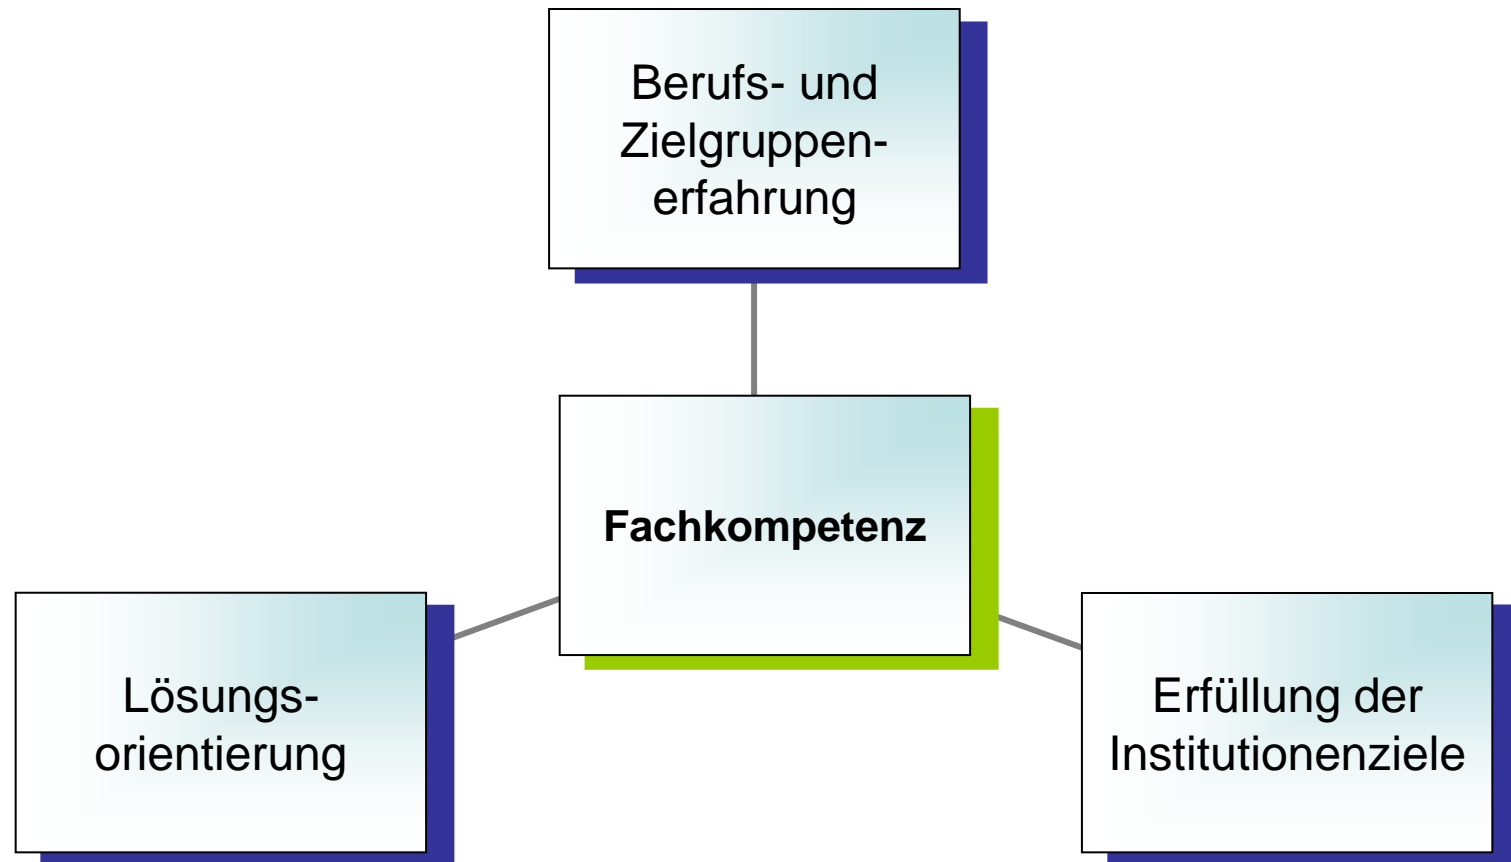 Berufs- und
Zielgruppen-
erfahrung
Fachkompetenz
Lösungs-
orientierung
Erfüllung der
Institutionenziele